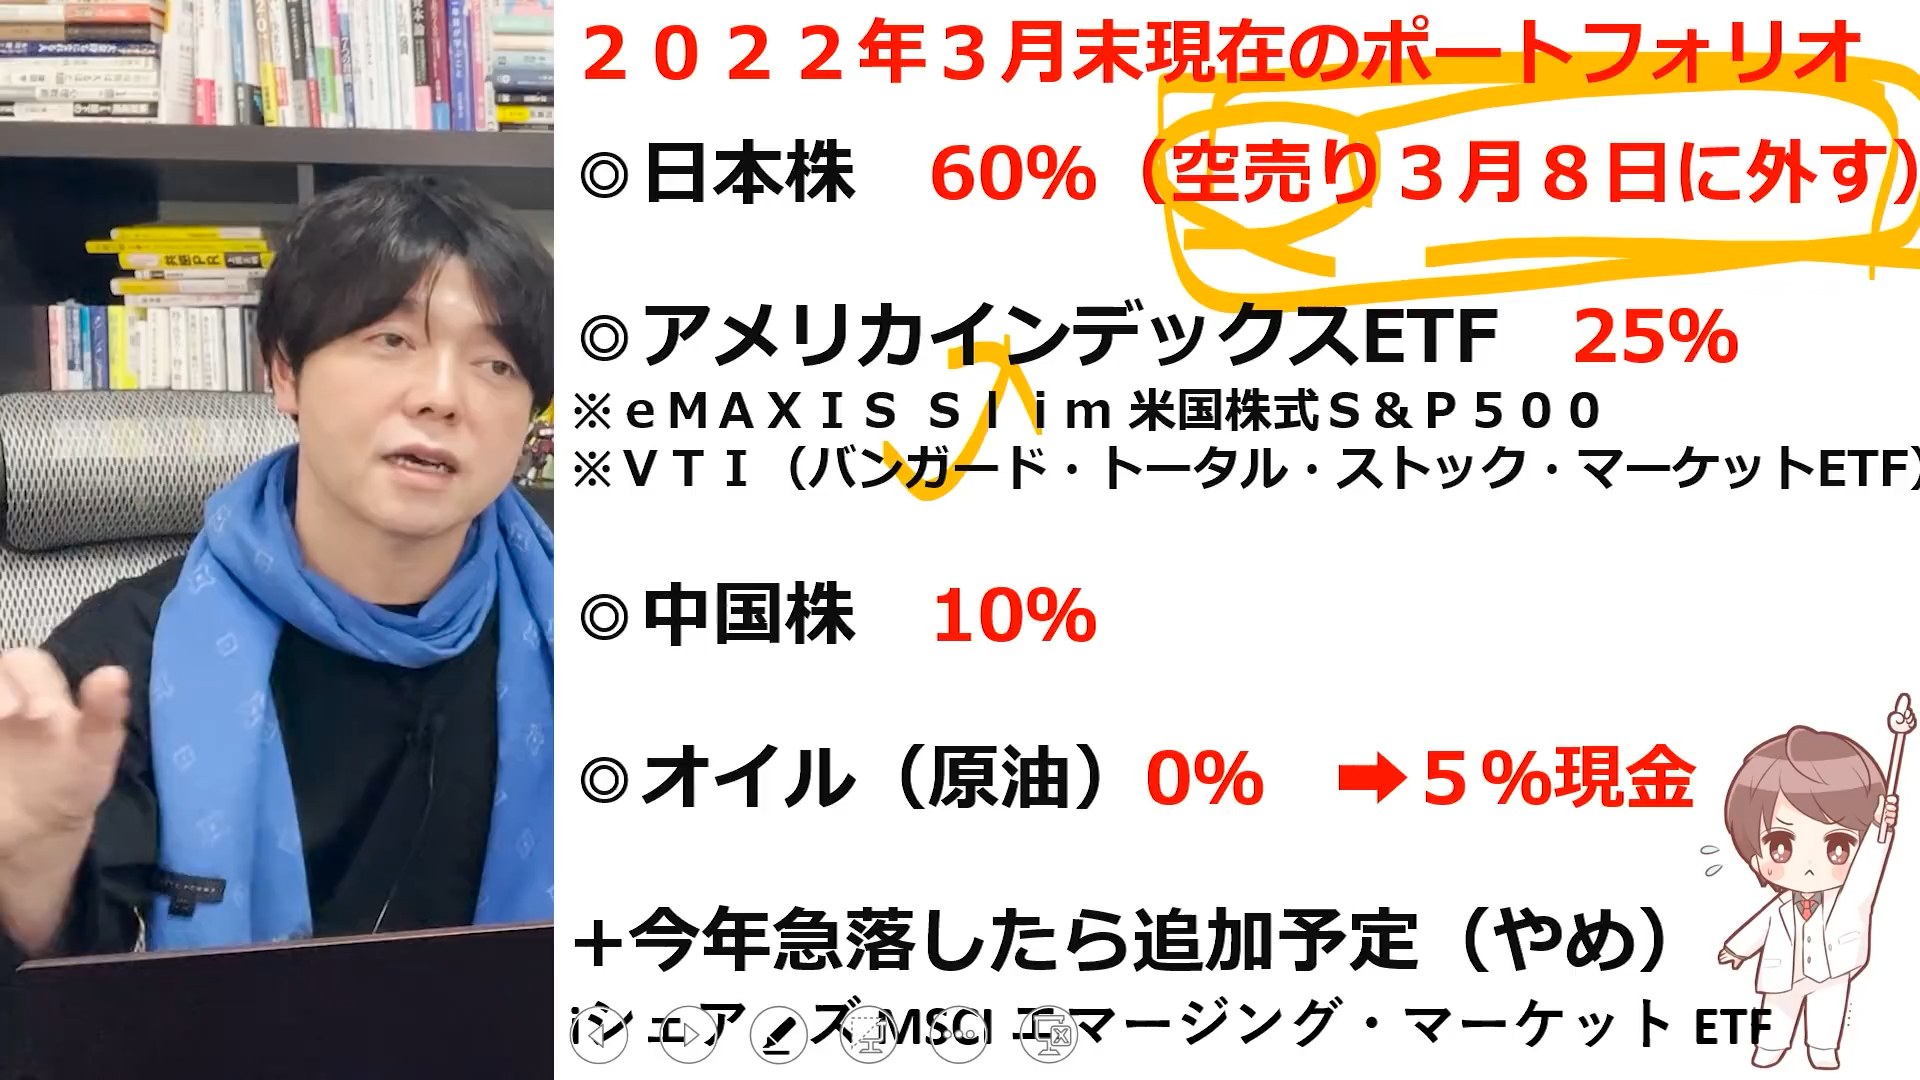 ２０２２年３月末現在のポートフォリオ
◎日本株　60%（空売り３月８日に外す）
◎アメリカインデックスETF　25%
※ｅＭＡＸＩＳ Ｓｌｉｍ 米国株式Ｓ＆Ｐ５００
※ＶＴＩ（バンガード・トータル・ストック・マーケットETF）
◎中国株　10%
◎オイル（原油）0%　➡５％現金
＋今年急落したら追加予定（やめ）
iシェアーズ MSCI エマージング・マーケット ETF